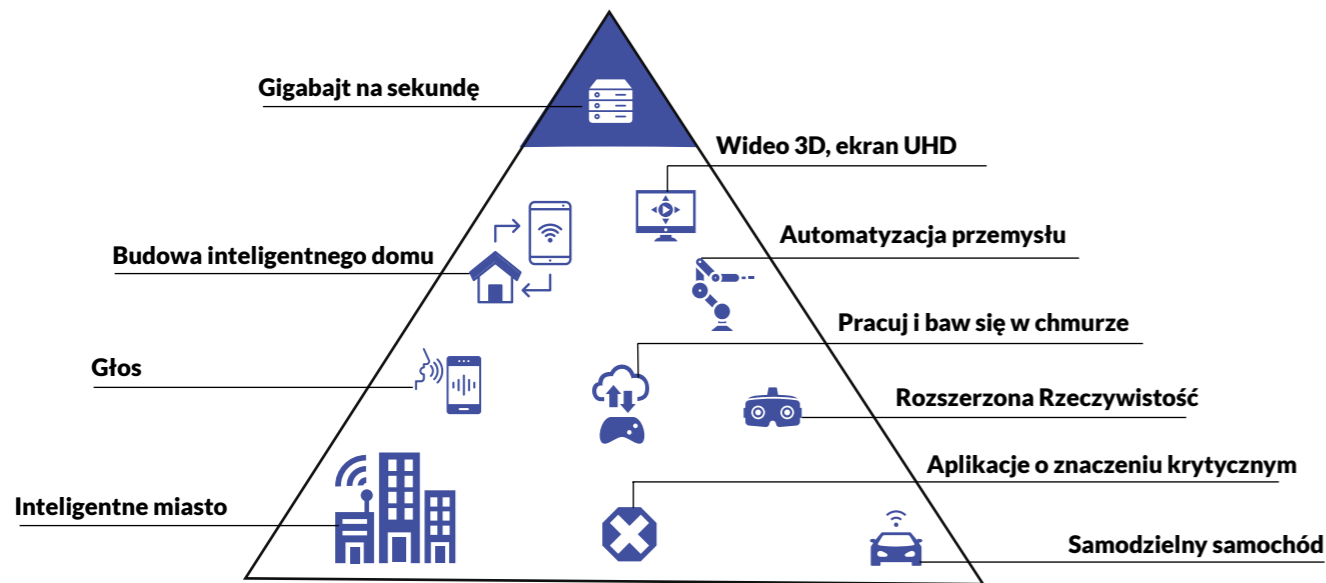 Gigabajt na sekundę
Wideo 3D, ekran UHD
Automatyzacja przemysłu
Budowa inteligentnego domu
Pracuj i baw się w chmurze
Głos
Rozszerzona Rzeczywistość
Aplikacje o znaczeniu krytycznym
Inteligentne miasto
Samodzielny samochód